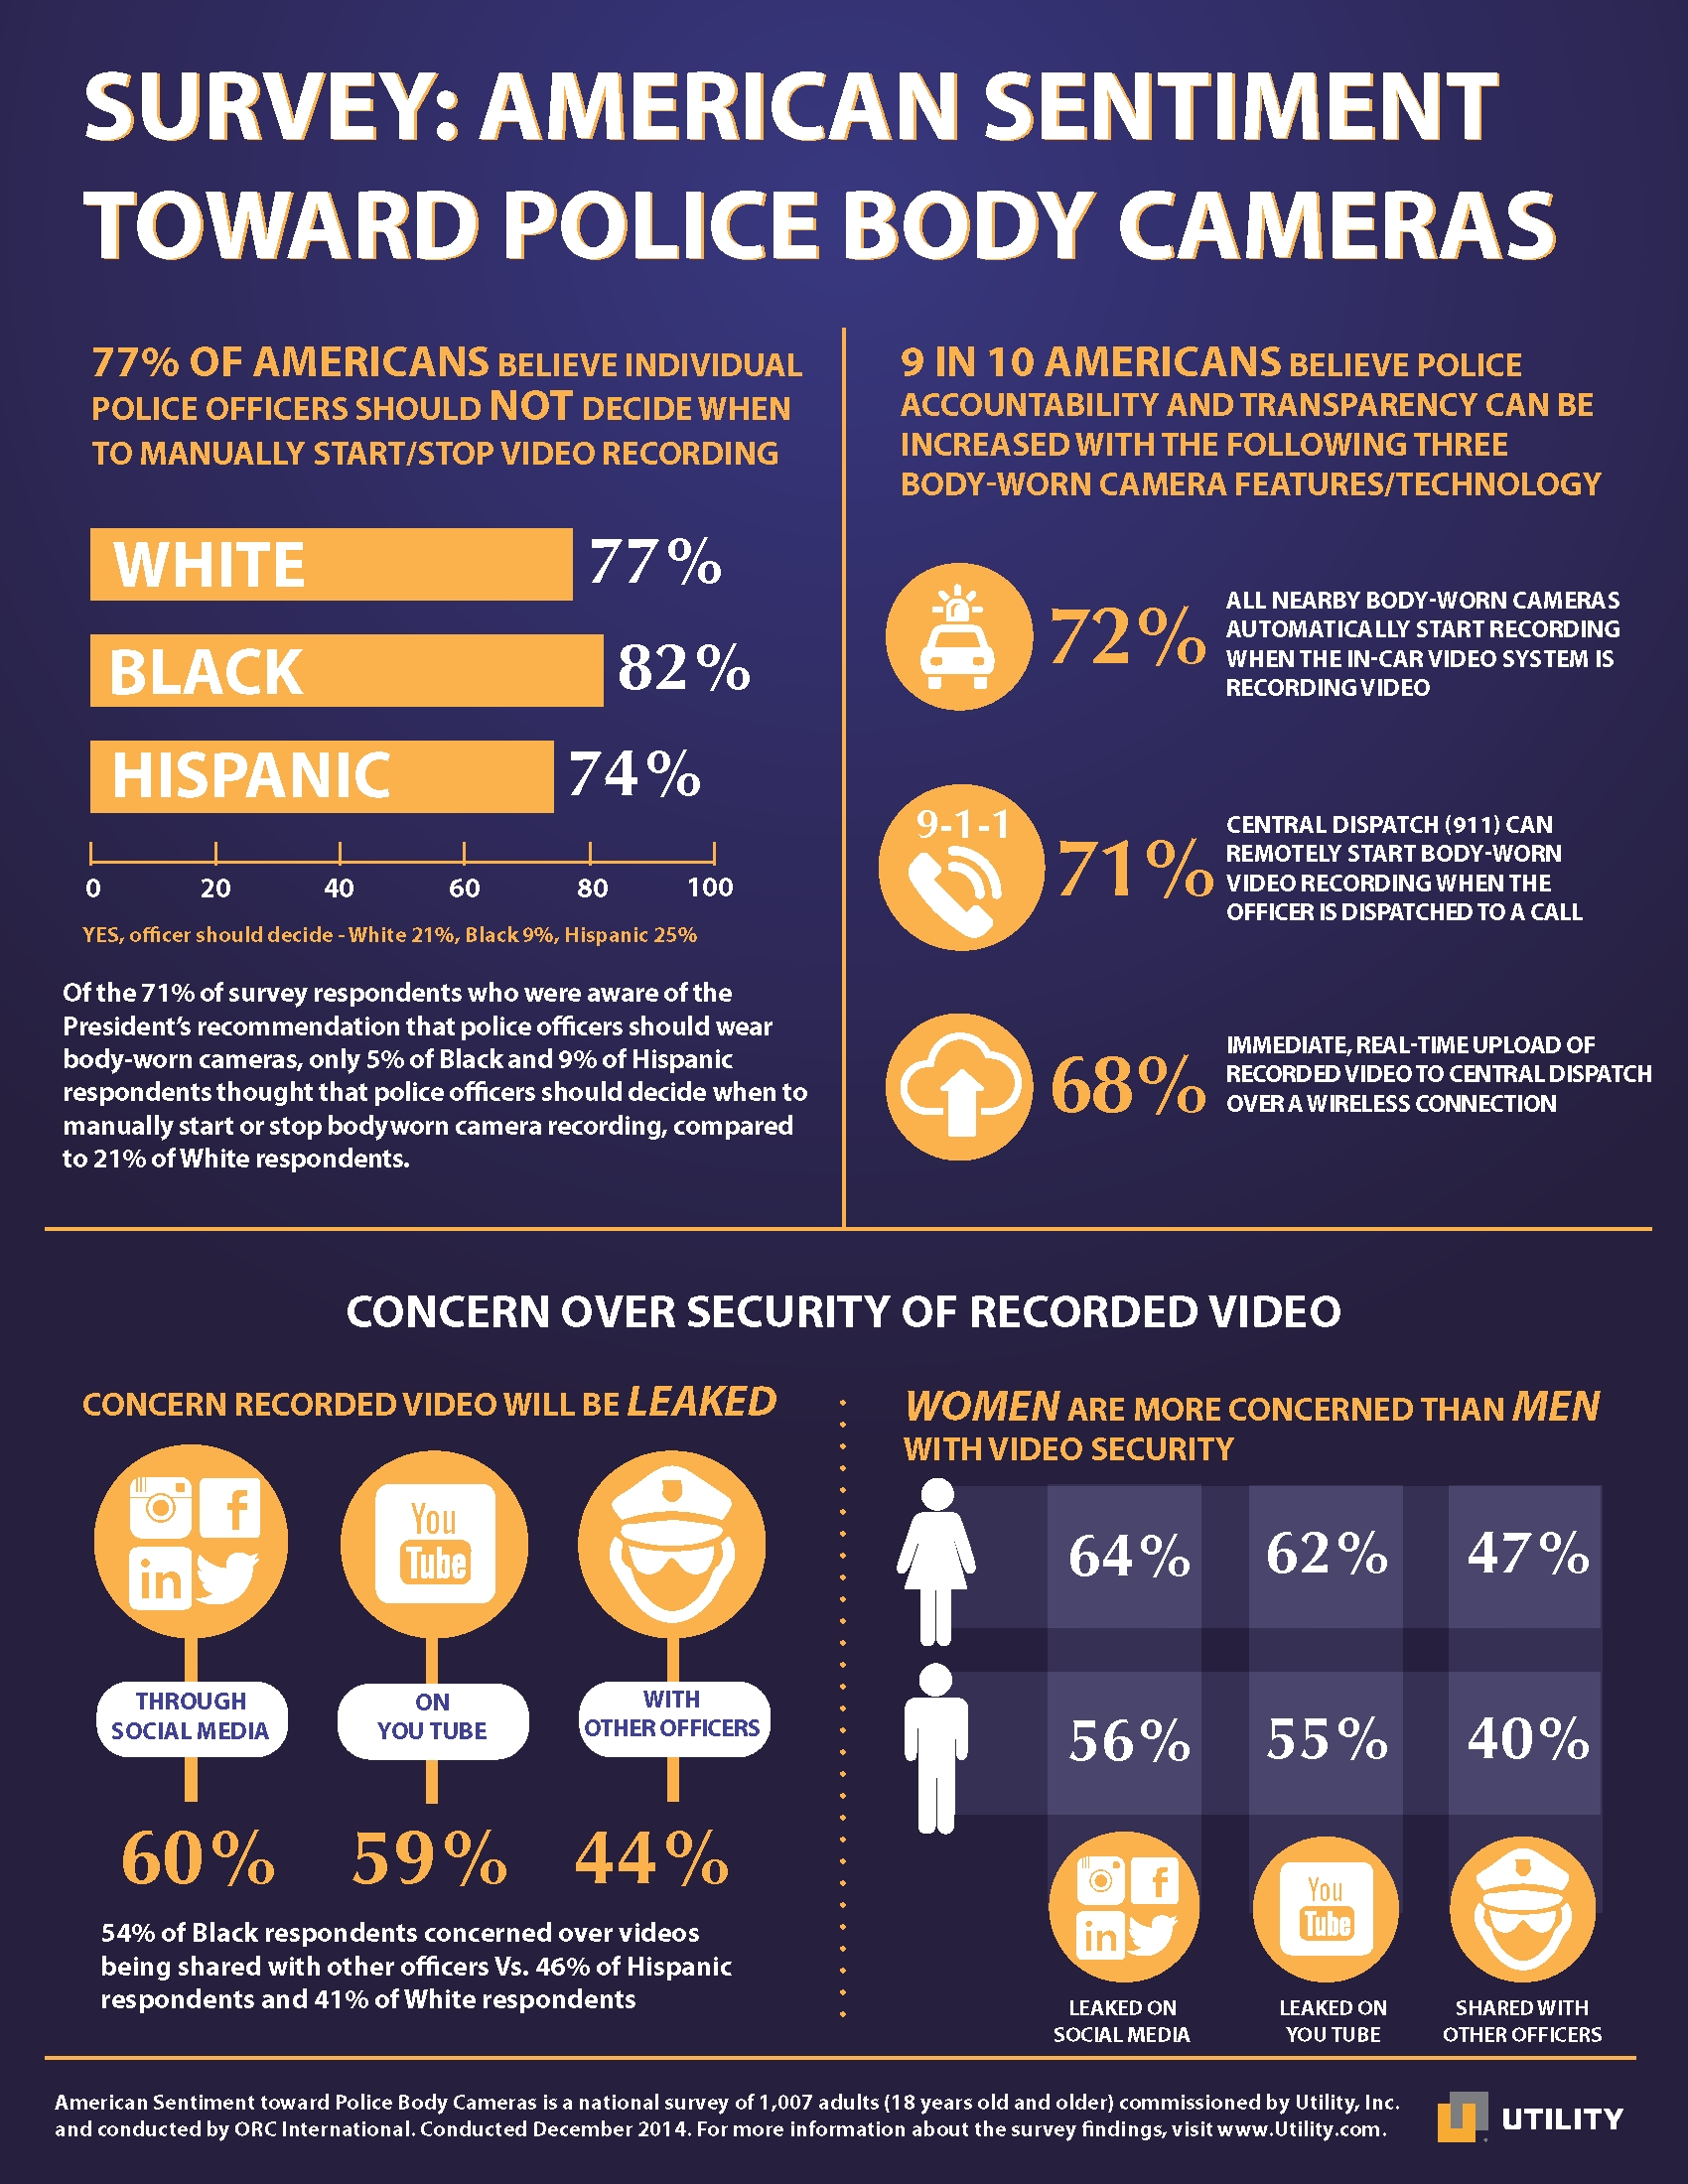 SURVEY: AMERICAN SENTIMENT
TOWARD POLICE BODY CAMERAS
77% OF AMERICANS BELIEVE INDIVIDUAL
POLICE OFFICERS SHOULD NOT DECIDE WHEN
TO MANUALLY START/STOP VIDEO RECORDING
WHITE 77%
BLACK 82%
HISPANIC 74%
0 20 40 60 80 100
YES, officer should decide - White 21%, Black 9%, Hispanic 25%
Of the 71% of survey respondents who were aware of the
President's recommendation that police officers should wear
body-worn cameras, only 5% of Black and 9% of Hispanic
respondents thought that police officers should decide when to
manually start or stop bodyworn camera recording, compared
to 21% of White respondents.
9 IN 10 AMERICANS BELIEVE POLICE
ACCOUNTABILITY AND TRANSPARENCY CAN BE
INCREASED WITH THE FOLLOWING THREE
BODY-WORN CAMERA FEATURES/TECHNOLOGY
72%
ALL NEARBY BODY-WORN CAMERAS
AUTOMATICALLY START RECORDING
WHEN THE IN-CAR VIDEO SYSTEM IS
RECORDING VIDEO
9-1-1
71%
CENTRAL DISPATCH (911) CAN
REMOTELY START BODY-WORN
VIDEO RECORDING WHEN THE
OFFICER IS DISPATCHED TO A CALL
68%
IMMEDIATE, REAL-TIME UPLOAD OF
RECORDED VIDEO TO CENTRAL DISPATCH
OVER A WIRELESS CONNECTION
CONCERN OVER SECURITY OF RECORDED VIDEO
CONCERN RECORDED VIDEO WILL BE LEAKED
f
in
You
Tube
THROUGH
SOCIAL MEDIA
ON
YOU TUBE
WITH
OTHER OFFICERS
60% 59% 44%
54% of Black respondents concerned over videos
being shared with other officers Vs. 46% of Hispanic
respondents and 41% of White respondents
WOMEN ARE MORE CONCERNED THAN MEN
WITH VIDEO SECURITY
64% 62% 47%
56% 55% 40%
f
in
You
Tube
LEAKED ON
SOCIAL MEDIA
LEAKED ON
YOU TUBE
SHARED WITH
OTHER OFFICERS
American Sentiment toward Police Body Cameras is a national survey of 1,007 adults (18 years old and older) commissioned by Utility, Inc.
and conducted by ORC International. Conducted December 2014. For more information about the survey findings, visit www.Utility.com.
UTILITY